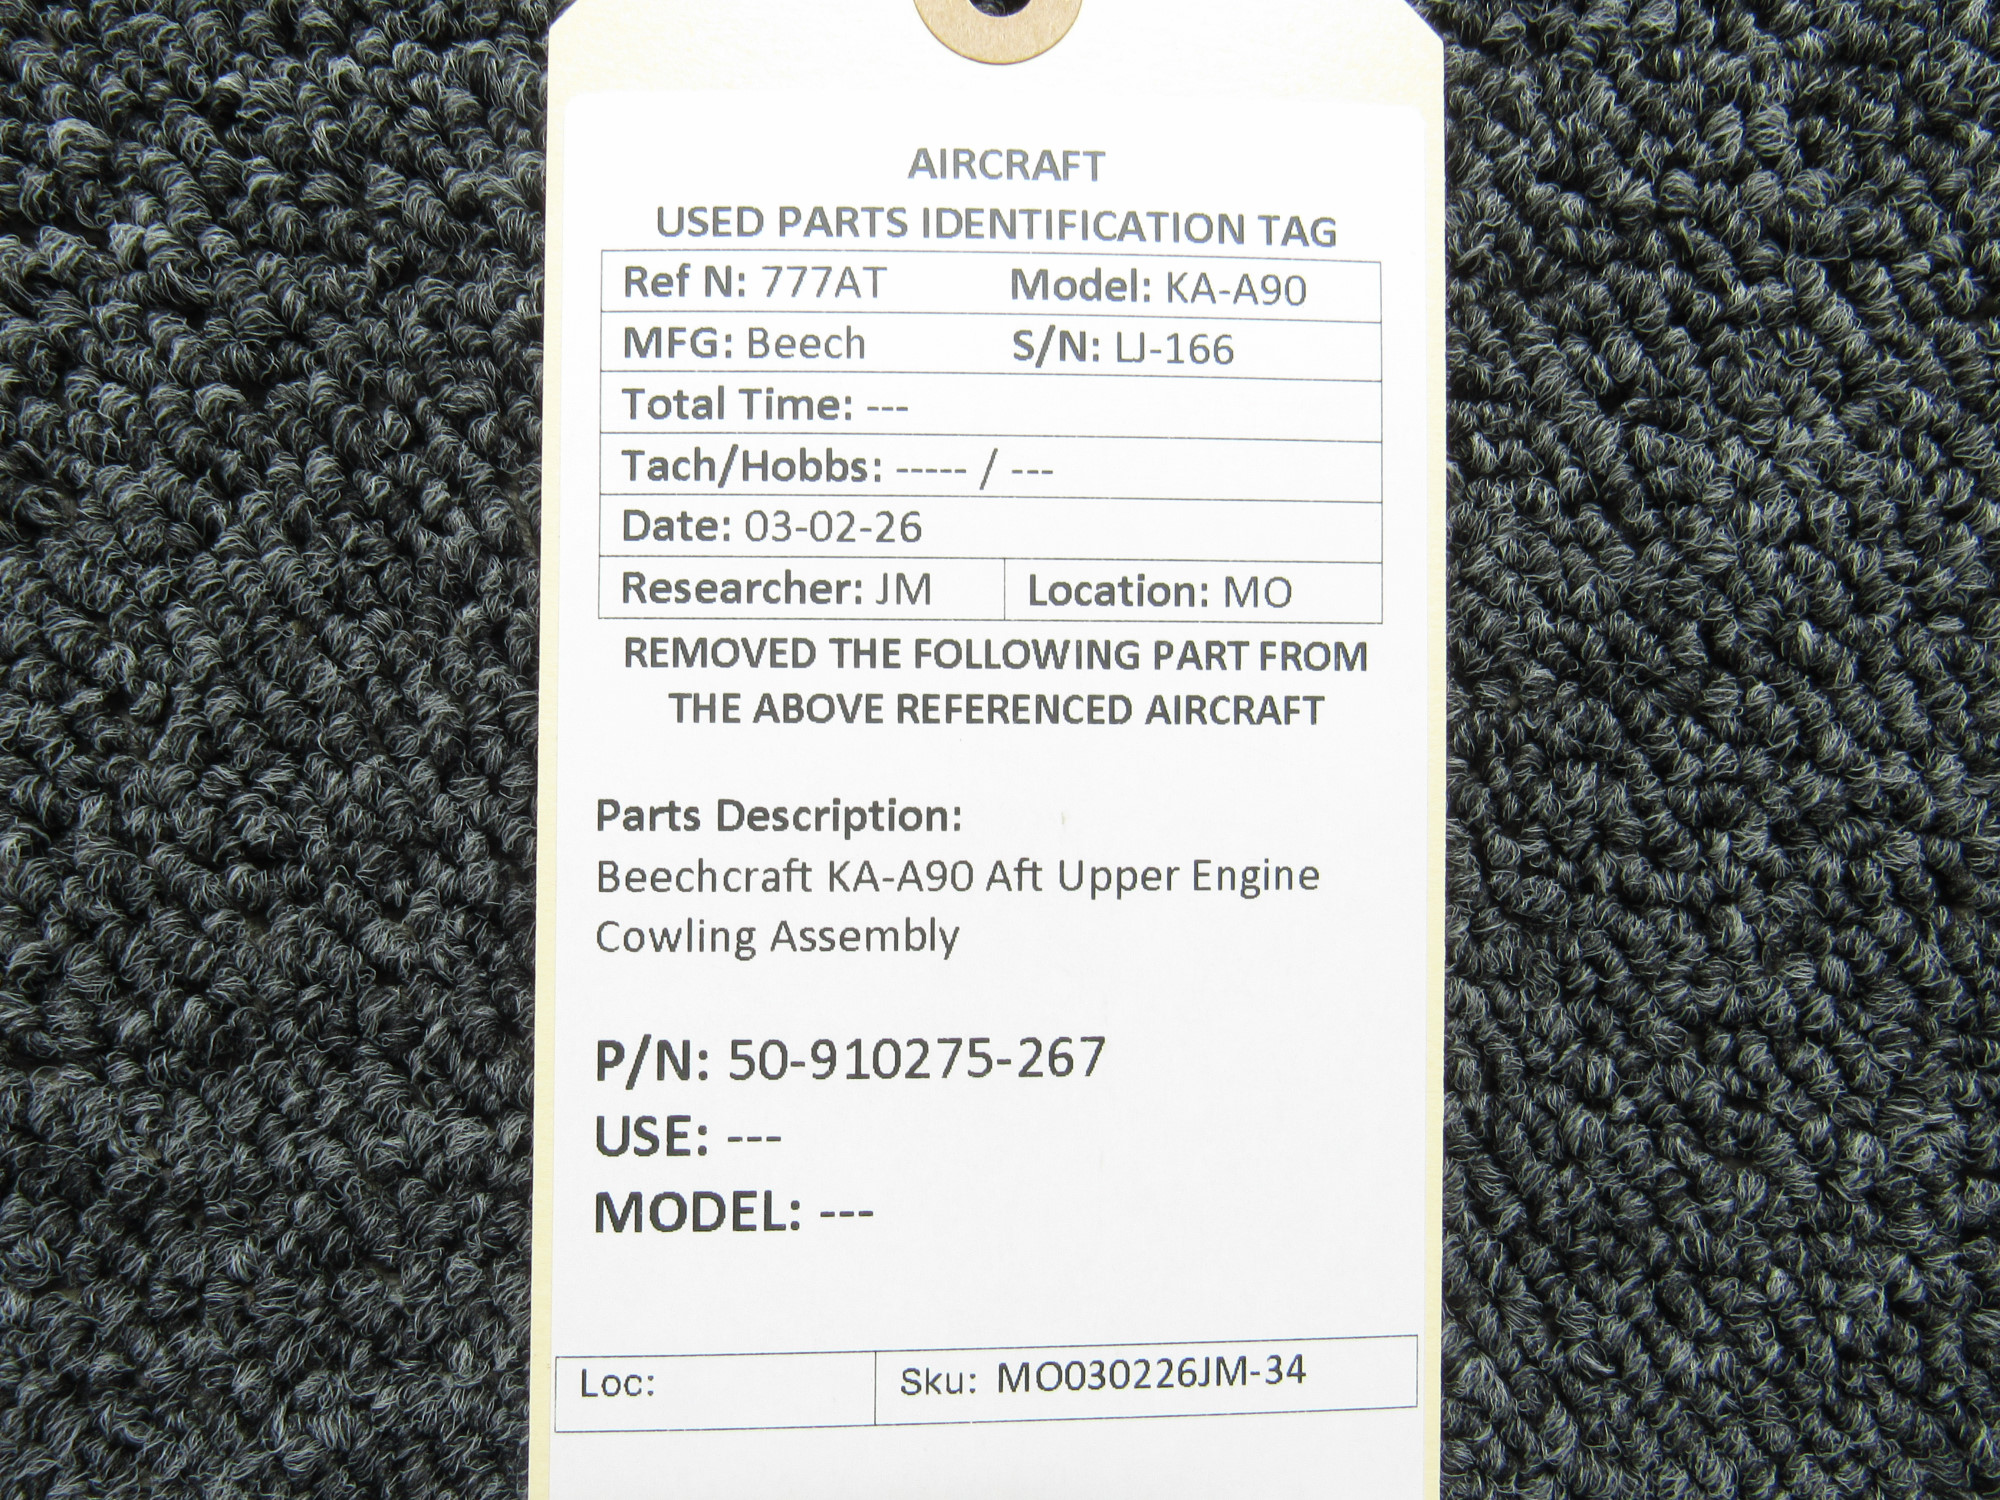 AIRCRAFT
USED PARTS IDENTIFICATION TAG
Ref N: 777AT Model: KA-A90
MFG: Beech S/N: LJ-166
Total Time: ---
Tach/Hobbs: ----- / ---
Date: 03-02-26
Researcher: JM Location: MO
REMOVED THE FOLLOWING PART FROM
THE ABOVE REFERENCED AIRCRAFT
Parts Description:
Beechcraft KA-A90 Aft Upper Engine
Cowling Assembly
P/N: 50-910275-267
USE: ---
MODEL: ---
Loc: Sku: MO030226JM-34